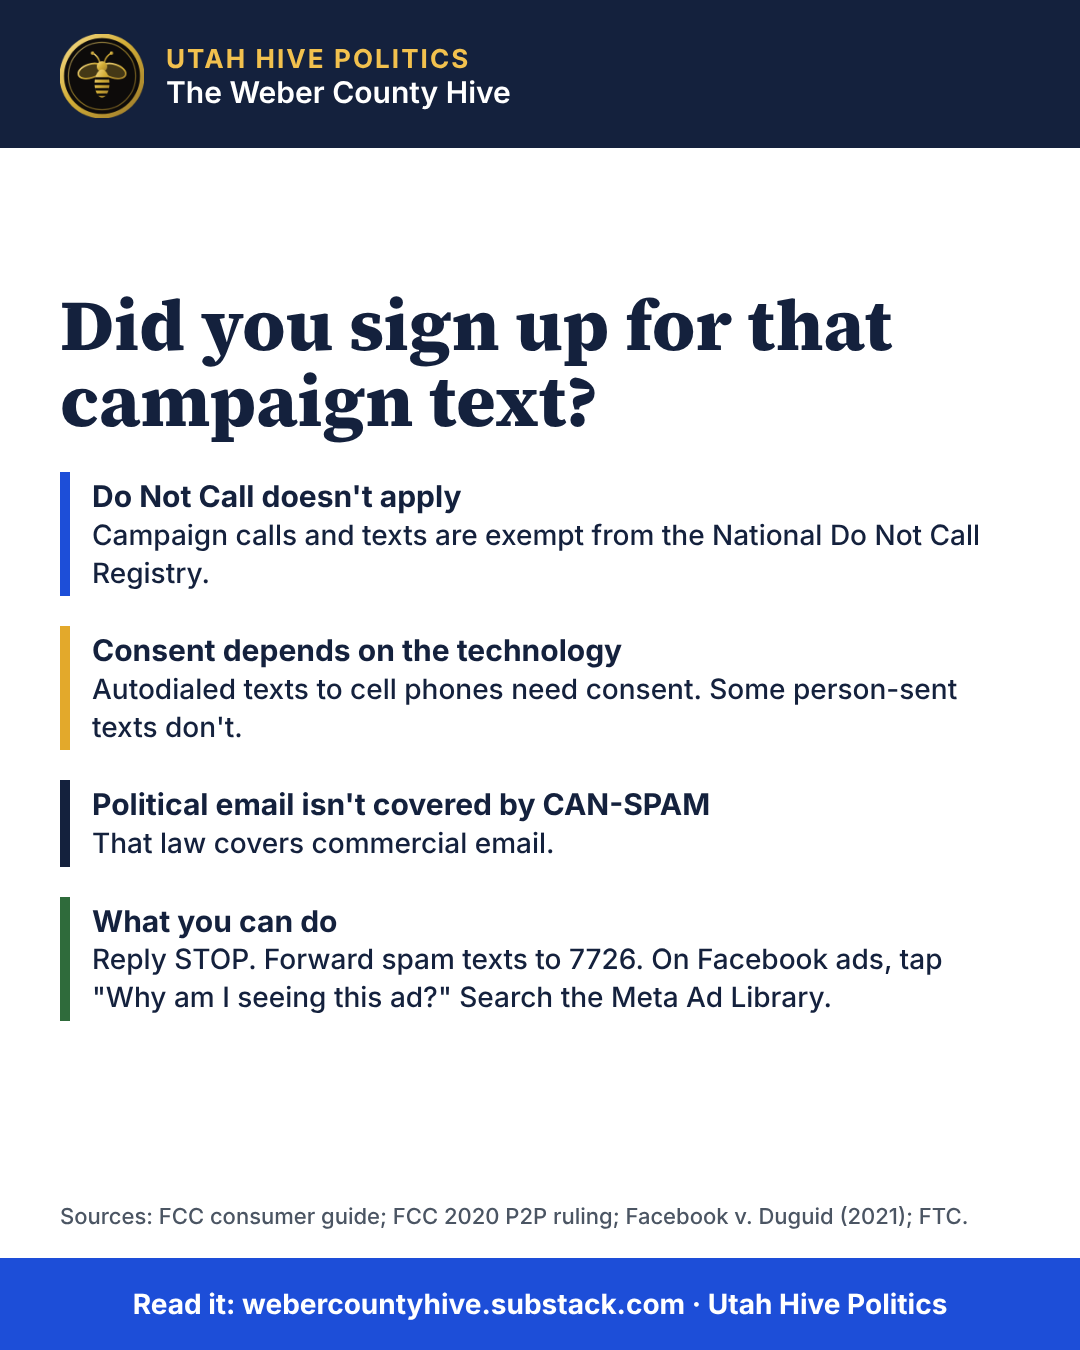 UTAH HIVE POLITICS
The Weber County Hive
Did you sign up for that
campaign text?
Do Not Call doesn't apply
Campaign calls and texts are exempt from the National Do Not Call
Registry.
Consent depends on the technology
Autodialed texts to cell phones need consent. Some person-sent
texts don't.
Political email isn't covered by CAN-SPAM
That law covers commercial email.
What you can do
Reply STOP. Forward spam texts to 7726. On Facebook ads, tap
"Why am I seeing this ad?" Search the Meta Ad Library.
Sources: FCC consumer guide; FCC 2020 P2P ruling; Facebook v. Duguid (2021); FTC.
Read it: webercountyhive.substack.com · Utah Hive Politics